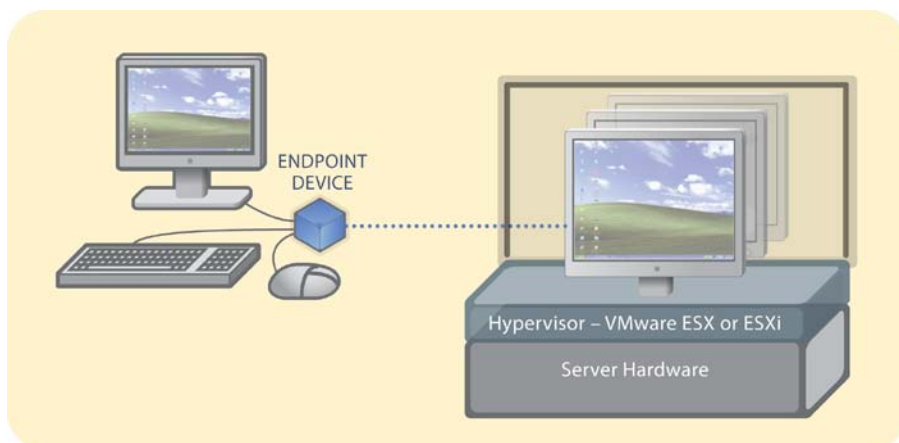 ENDPOINT
DEVICE
Hypervisor – VMware ESX or ESXi
Server Hardware